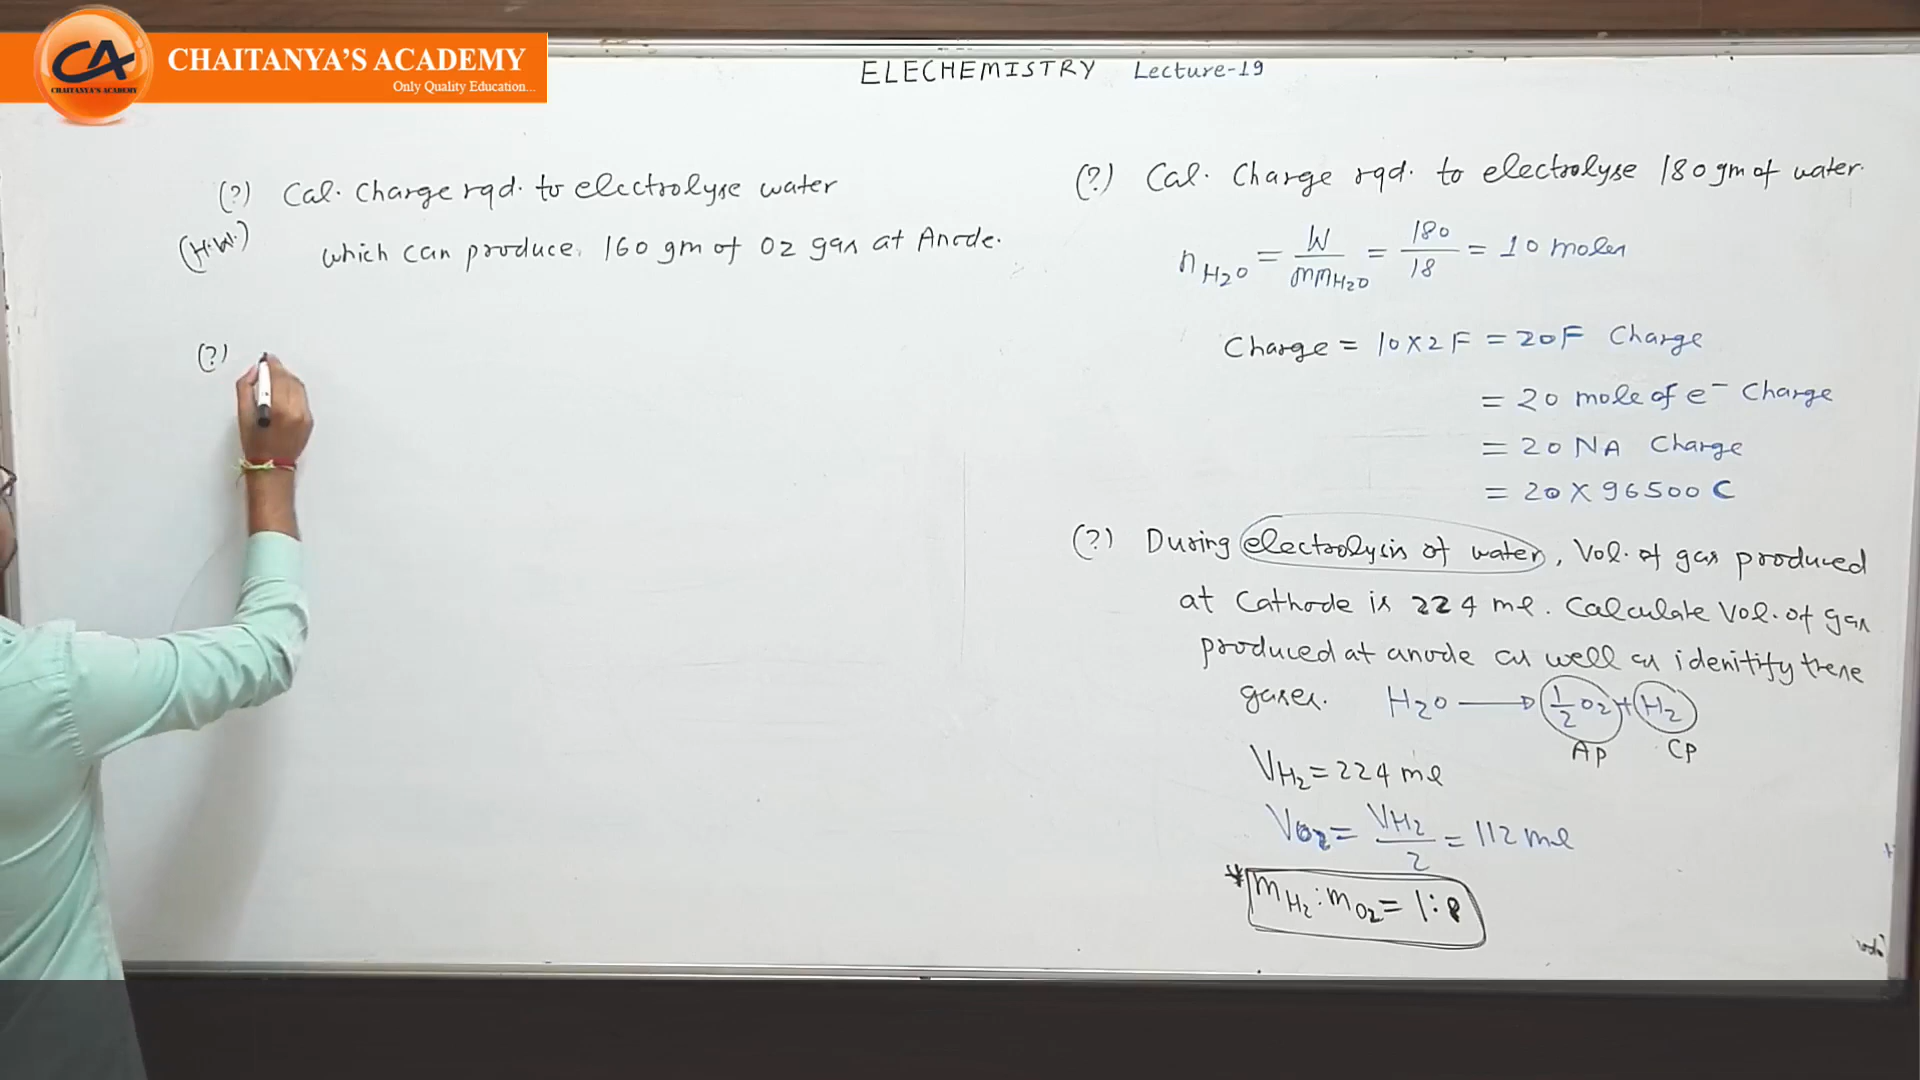 CA
CHAITANYA'S ACADEMY
CHAITANYA'S ACADEMY
Only Quality Education...
ELECHEMISTRY Lecture-19
(?) Cal. Charge rqd. to electrolyse water
(H.W.)
which can produce. 160 gm of O2 gas at Anode.
(?)
(?) Cal. Charge rqd. to electrolyse 180 gm of water.
nH2O = W/mmH2O = 180/18 = 10 moles
Charge = 10 X 2 F = 20F Charge
= 20 mole of e⁻ Charge
= 20 NA Charge
= 20 X 96500 C
(?) During electrolysis of water, Vol. of gas produced
at Cathode is 224 ml. Calculate Vol. of gas
produced at anode as well as idenitify these
gases. H2O → 1/2 O2 + H2
AP CP
VH2 = 224 ml
VO2 = VH2/2 = 112 ml
* mH2 : mO2 = 1:8